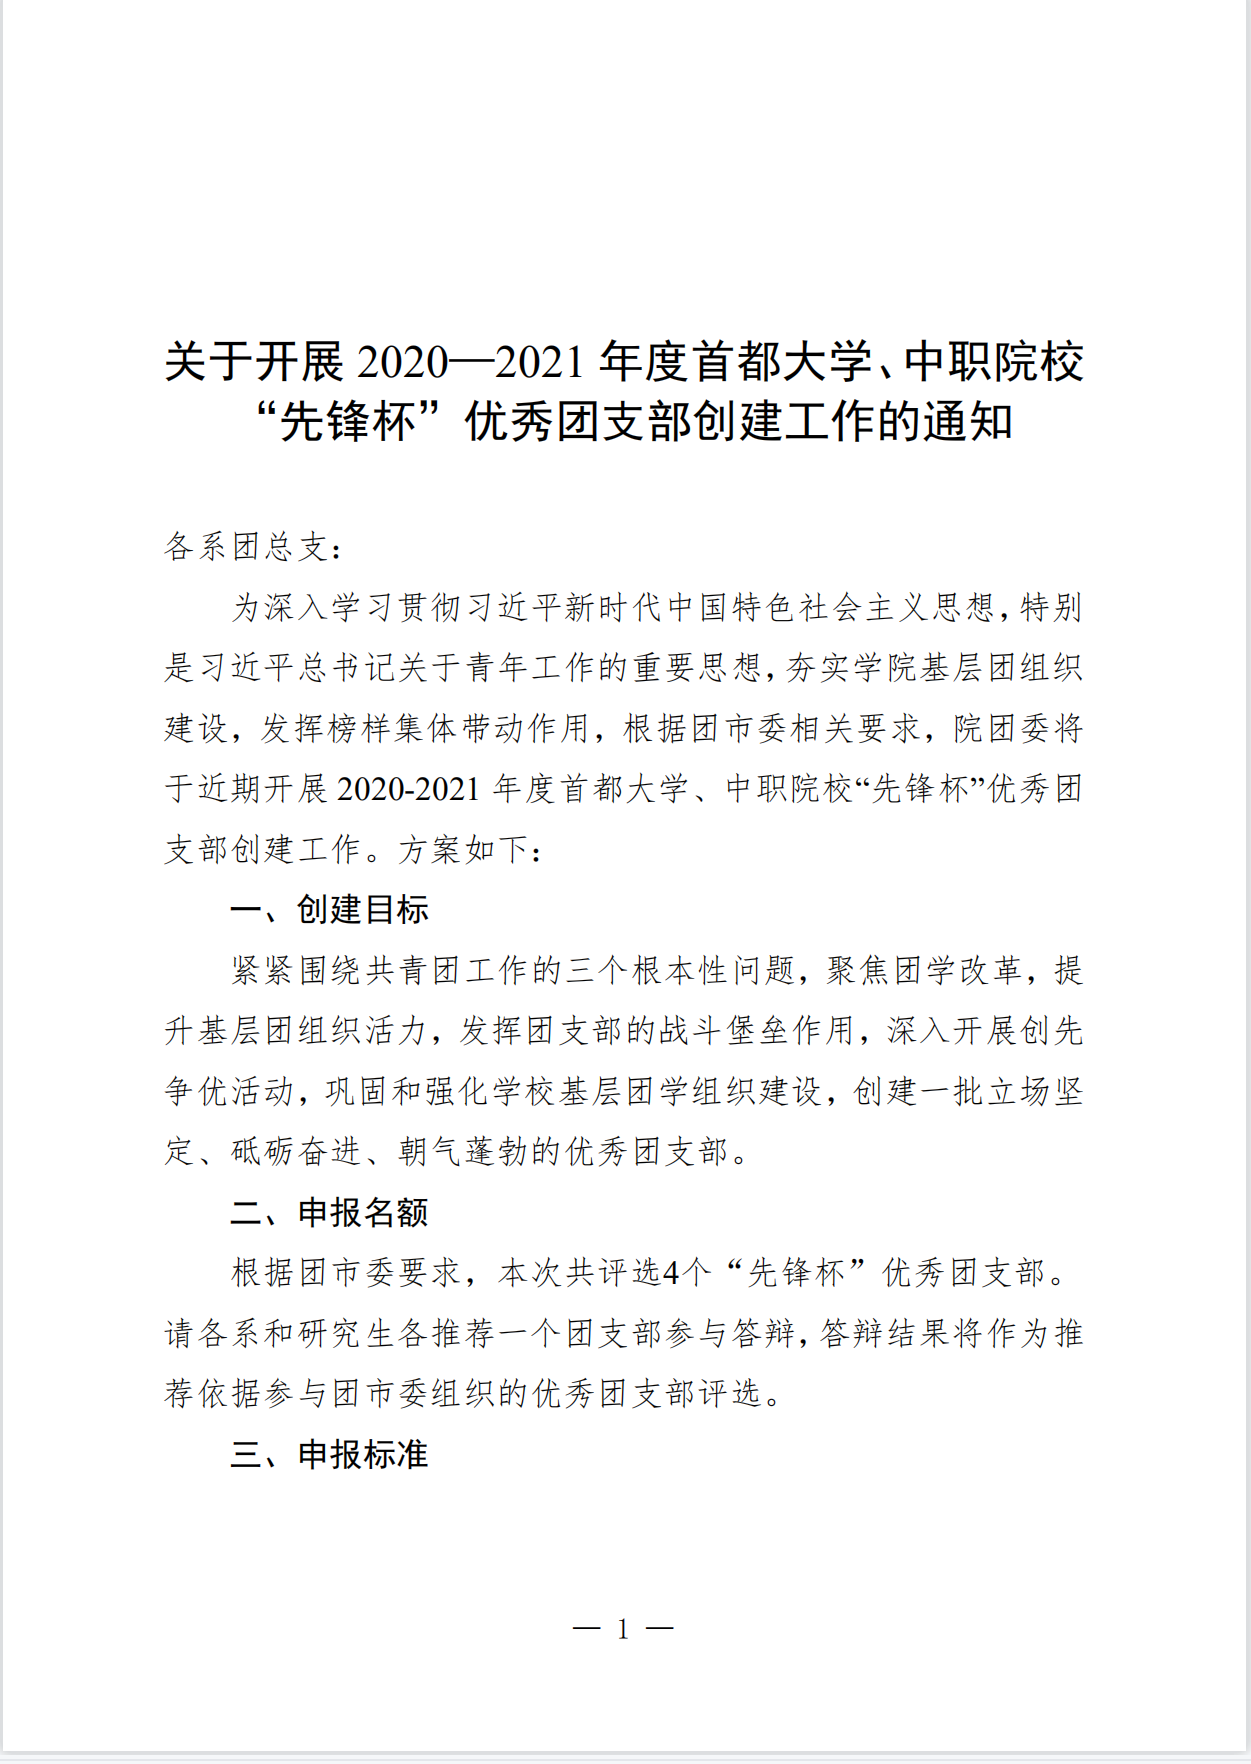 关于开展 2020—2021 年度首都大学、中职院校
“先锋杯”优秀团支部创建工作的通知
各系团总支：
为深入学习贯彻习近平新时代中国特色社会主义思想，特别
是习近平总书记关于青年工作的重要思想，夯实学院基层团组织
建设，发挥榜样集体带动作用，根据团市委相关要求，院团委将
于近期开展 2020-2021 年度首都大学、中职院校“先锋杯”优秀团
支部创建工作。方案如下：
一、创建目标
紧紧围绕共青团工作的三个根本性问题，聚焦团学改革，提
升基层团组织活力，发挥团支部的战斗堡垒作用，深入开展创先
争优活动，巩固和强化学校基层团学组织建设，创建一批立场坚
定、砥砺奋进、朝气蓬勃的优秀团支部。
二、申报名额
根据团市委要求，本次共评选4个“先锋杯”优秀团支部。
请各系和研究生各推荐一个团支部参与答辩，答辩结果将作为推
荐依据参与团市委组织的优秀团支部评选。
三、申报标准
— 1 —